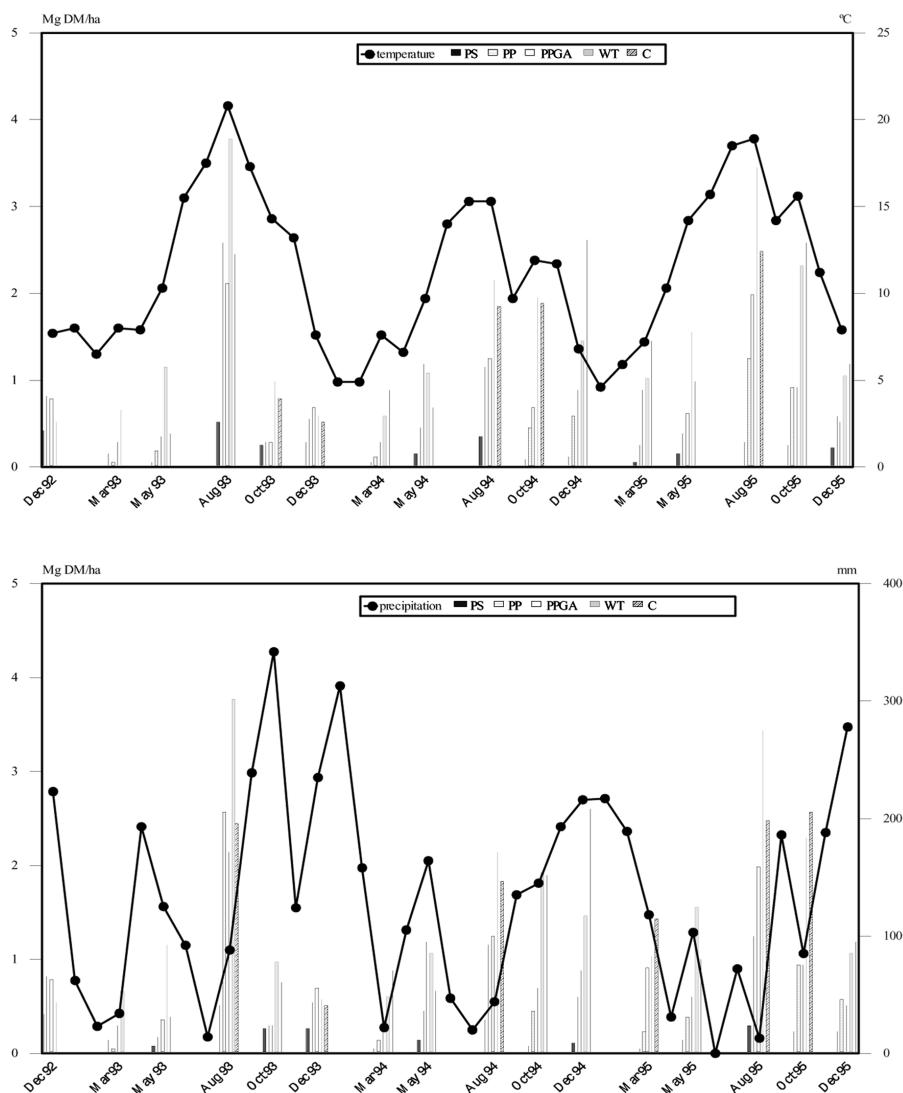 Mg DM/ha ºC
temperature PS PP PPGA WT C
5 25
4 20
3 15
2 10
1 5
0 0
Dec92 Mar93 May93 Aug93 Oct93 Dec93 Mar94 May94 Aug94 Oct94 Dec94 Mar95 May95 Aug95 Oct95 Dec95
Mg DM/ha mm
precipitation PS PP PPGA WT C
5 400
4
300
3
200
2
1 100
0 0
Dec92 Mar93 May93 Aug93 Oct93 Dec93 Mar94 May94 Aug94 Oct94 Dec94 Mar95 May95 Aug95 Oct95 Dec95